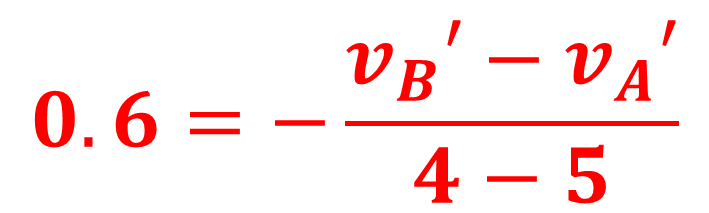 0.6 = − (v_B′ − v_A′) / (4 − 5)